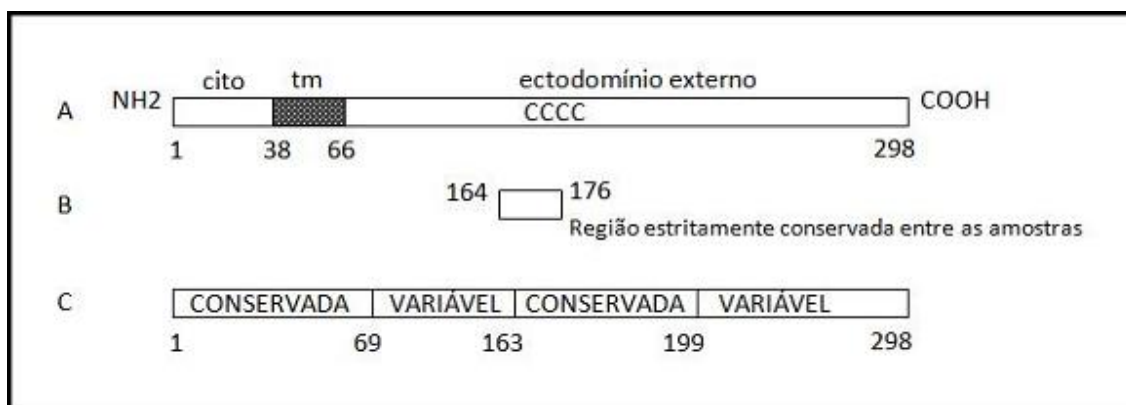 cito tm ectodomínio externo
A NH2 CCCC COOH
1 38 66 298
B 164 176
Região estritamente conservada entre as amostras
C CONSERVADA VARIÁVEL CONSERVADA VARIÁVEL
1 69 163 199 298